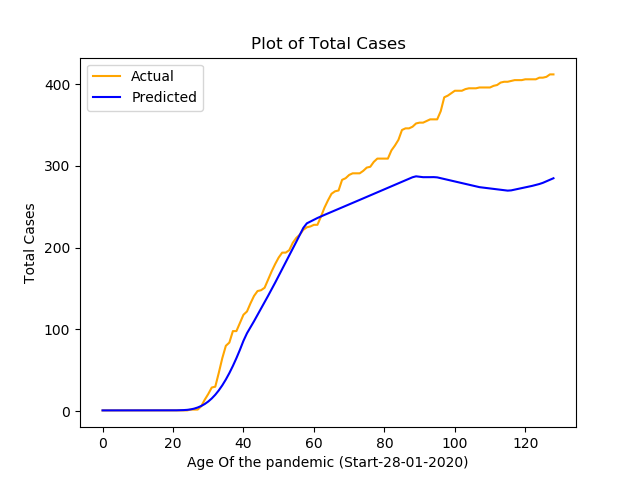 Plot of Total Cases
Actual
Predicted
400
300
200
100
0
Total Cases
0 20 40 60 80 100 120
Age Of the pandemic (Start-28-01-2020)